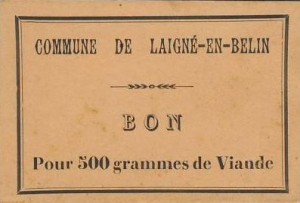 COMMUNE DE LAIGNÉ-EN-BELIN
BON
Pour 500 grammes de Viande